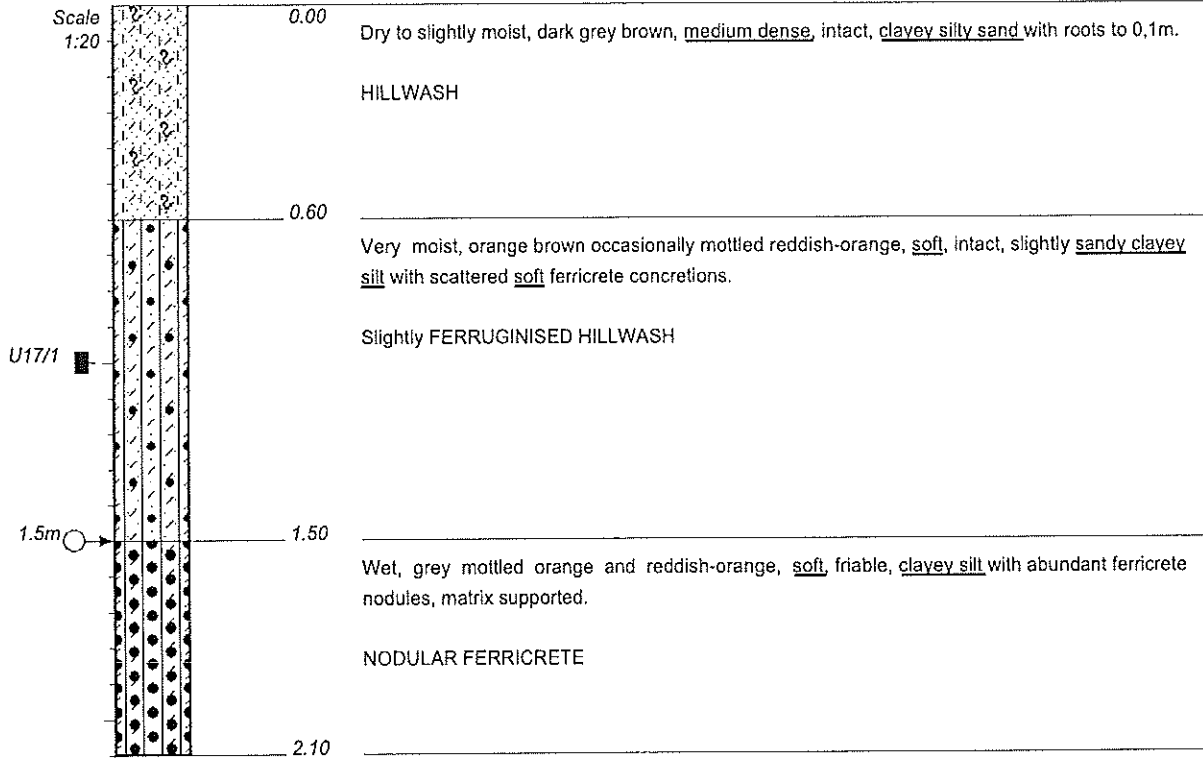 Scale
1:20
0.00
Dry to slightly moist, dark grey brown, medium dense, intact, clayey silty sand with roots to 0,1m.
HILLWASH
0.60
Very moist, orange brown occasionally mottled reddish-orange, soft, intact, slightly sandy clayey
silt with scattered soft ferricrete concretions.
Slightly FERRUGINISED HILLWASH
U17/1
1.5m
1.50
Wet, grey mottled orange and reddish-orange, soft, friable, clayey silt with abundant ferricrete
nodules, matrix supported.
NODULAR FERRICRETE
2.10